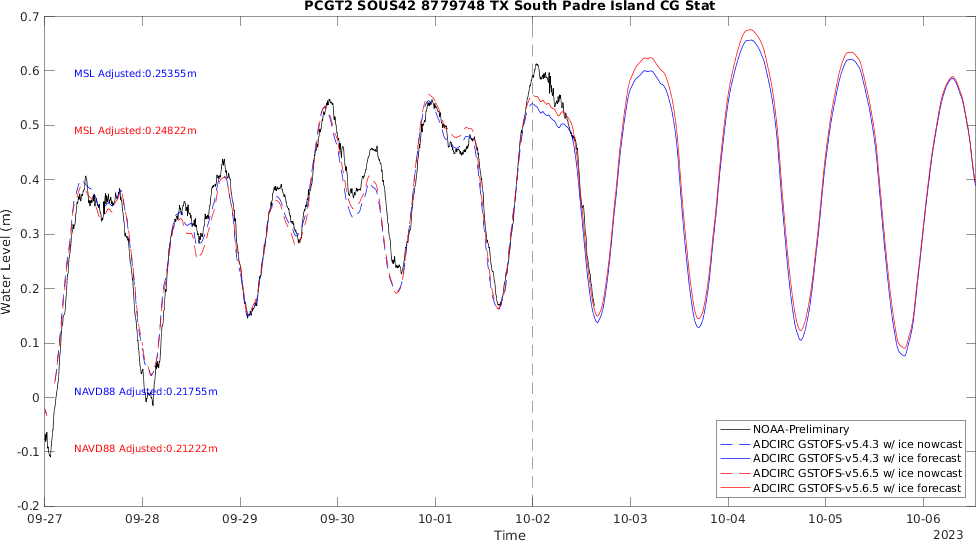 PCGT2 SOUS42 8779748 TX South Padre Island CG Stat
0.7
0.6
0.5
0.4
0.3
0.2
0.1
0
-0.1
-0.2
Water Level (m)
MSL Adjusted:0.25355m
MSL Adjusted:0.24822m
NAVD88 Adjusted:0.21755m
NAVD88 Adjusted:0.21222m
NOAA-Preliminary
ADCIRC GSTOFS-v5.4.3 w/ ice nowcast
ADCIRC GSTOFS-v5.4.3 w/ ice forecast
ADCIRC GSTOFS-v5.6.5 w/ ice nowcast
ADCIRC GSTOFS-v5.6.5 w/ ice forecast
09-27 09-28 09-29 09-30 10-01 10-02 10-03 10-04 10-05 10-06
Time
2023